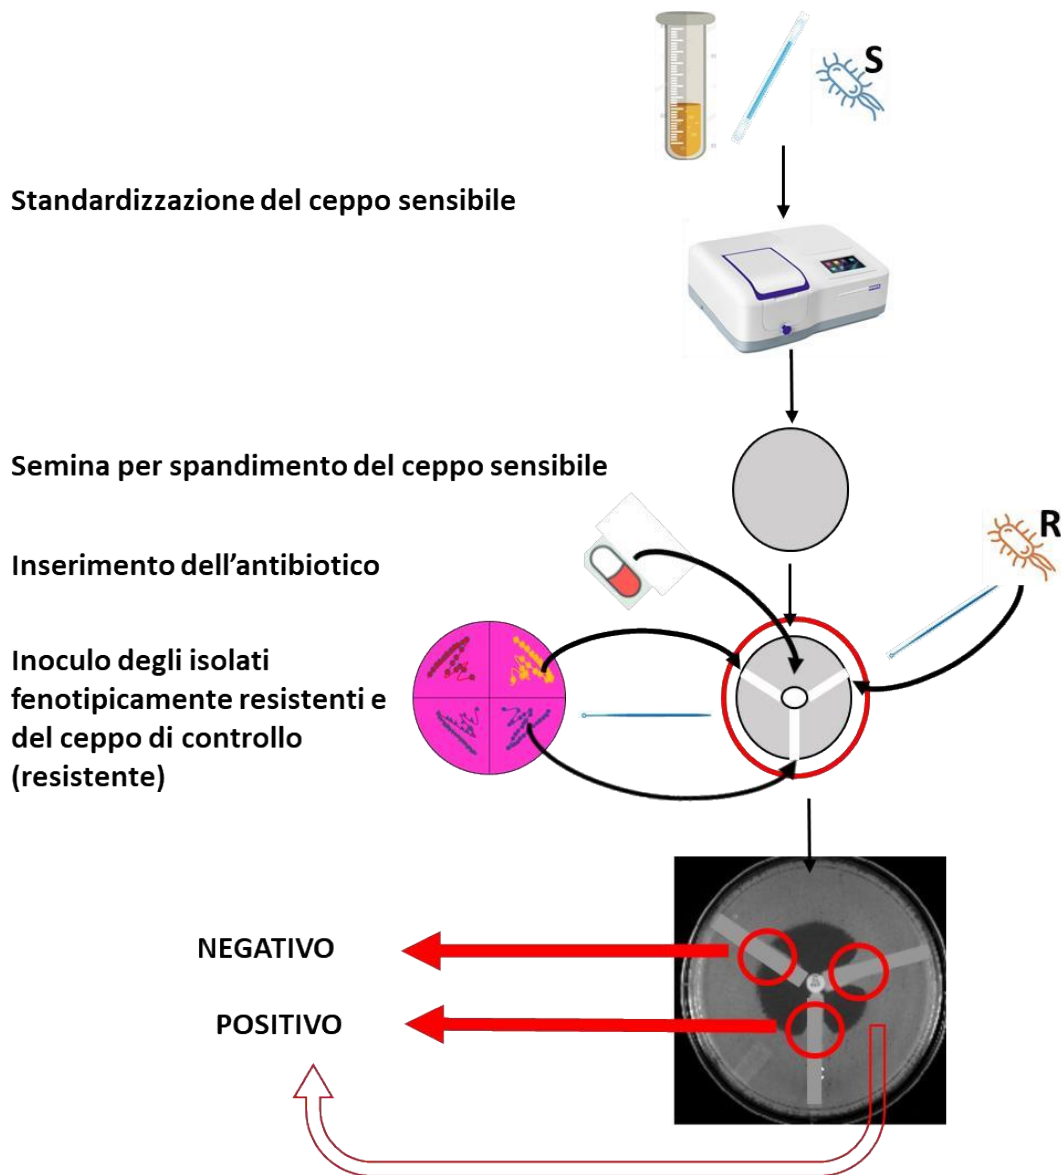 S
Standardizzazione del ceppo sensibile
Semina per spandimento del ceppo sensibile
R
Inserimento dell’antibiotico
Inoculo degli isolati
fenotipicamente resistenti e
del ceppo di controllo
(resistente)
NEGATIVO
POSITIVO